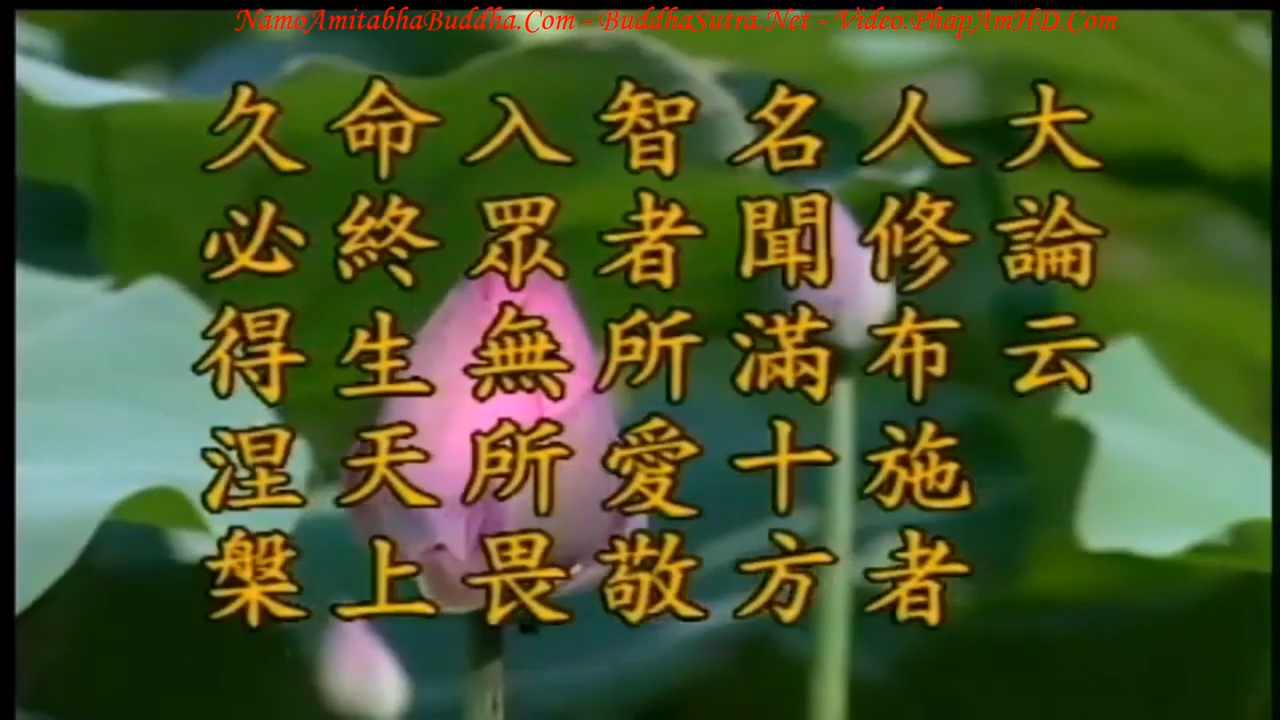 NamoAmitabhaBuddha.Com - BuddhaSutra.Net - Video.PhapAmHD.Com
大論云
人修布施者
名聞滿十方
智者所愛敬
入眾無所畏
命終生天上
久必得涅槃